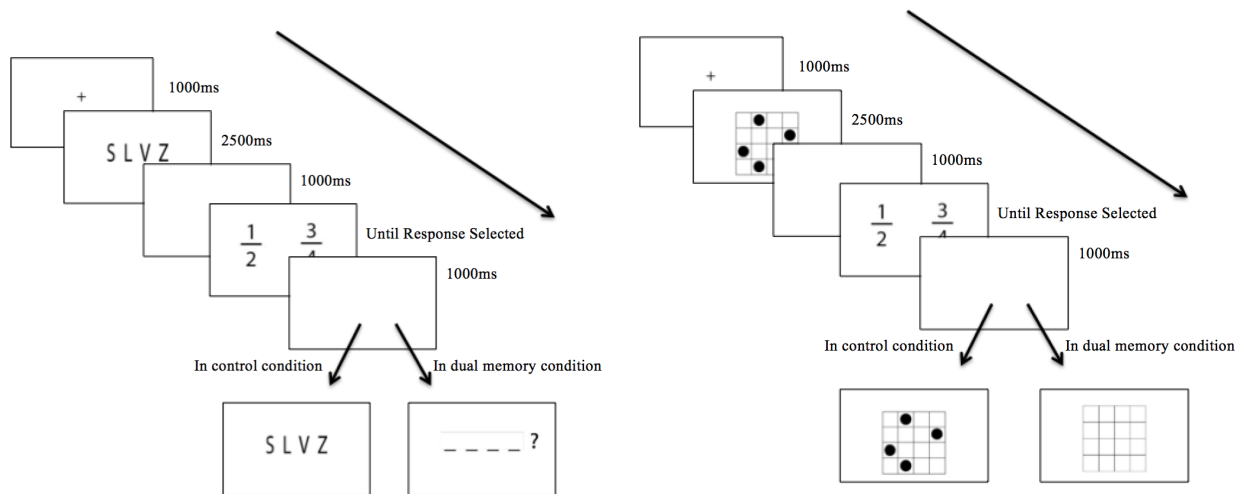 +
1000ms
S L V Z
2500ms
1000ms
1 3
2 4
Until Response Selected
1000ms
In control condition
In dual memory condition
S L V Z
_ _ _ _ ?
+
1000ms
2500ms
1000ms
1 3
2 4
Until Response Selected
1000ms
In control condition
In dual memory condition